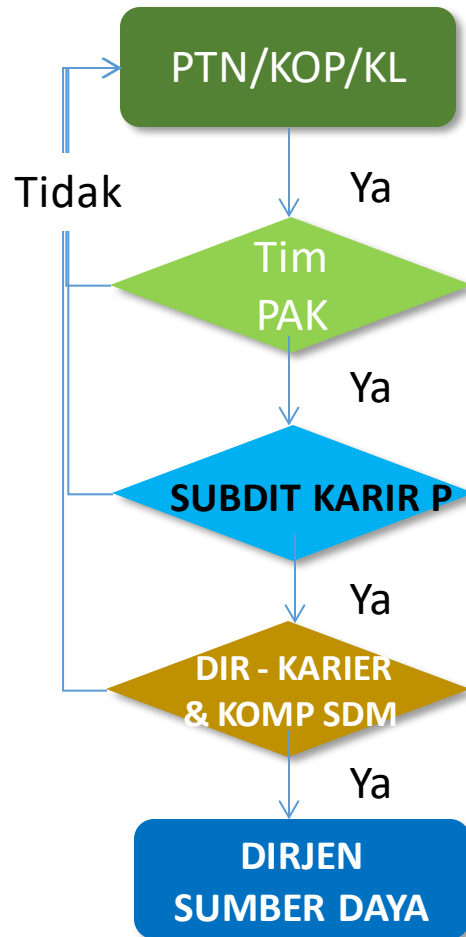 PTN/KOP/KL
Tidak
Ya
Tim
PAK
Ya
SUBDIT KARIR P
Ya
DIR - KARIER
& KOMP SDM
Ya
DIRJEN
SUMBER DAYA